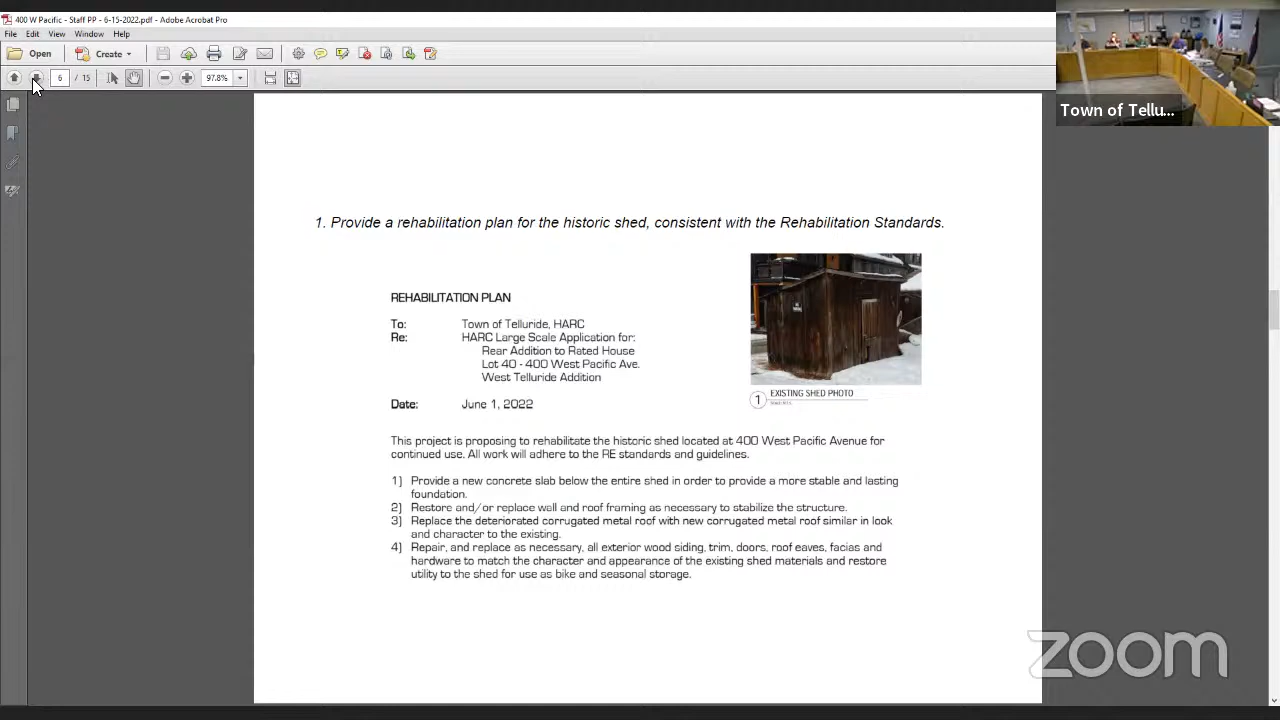 400 W Pacific - Staff PP - 6-15-2022.pdf - Adobe Acrobat Pro
File Edit View Window Help
Open
Create
6 / 15
97.8%
Town of Tellu...
1. Provide a rehabilitation plan for the historic shed, consistent with the Rehabilitation Standards.
REHABILITATION PLAN
To: Town of Telluride, HARC
Re: HARC Large Scale Application for:
Rear Addition to Rated House
Lot 40 - 400 West Pacific Ave.
West Telluride Addition
Date: June 1, 2022
1 EXISTING SHED PHOTO
This project is proposing to rehabilitate the historic shed located at 400 West Pacific Avenue for
continued use. All work will adhere to the RE standards and guidelines.
1) Provide a new concrete slab below the entire shed in order to provide a more stable and lasting
foundation.
2) Restore and/or replace wall and roof framing as necessary to stabilize the structure.
3) Replace the deteriorated corrugated metal roof with new corrugated metal roof similar in look
and character to the existing.
4) Repair, and replace as necessary, all exterior wood siding, trim, doors, roof eaves, facias and
hardware to match the character and appearance of the existing shed materials and restore
utility to the shed for use as bike and seasonal storage.
zoom